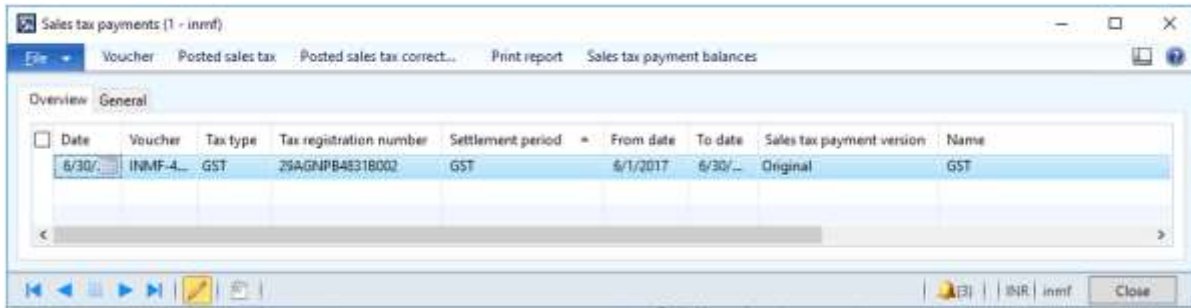 Sales tax payments (1 - inmf)
File Voucher Posted sales tax Posted sales tax correct... Print report Sales tax payment balances
Overview General
Date Voucher Tax type Tax registration number Settlement period From date To date Sales tax payment version Name
6/30/... INMF-4... GST 29AGNPB4831B002 GST 6/1/2017 6/30/... Original GST
(3) INR inmf Close